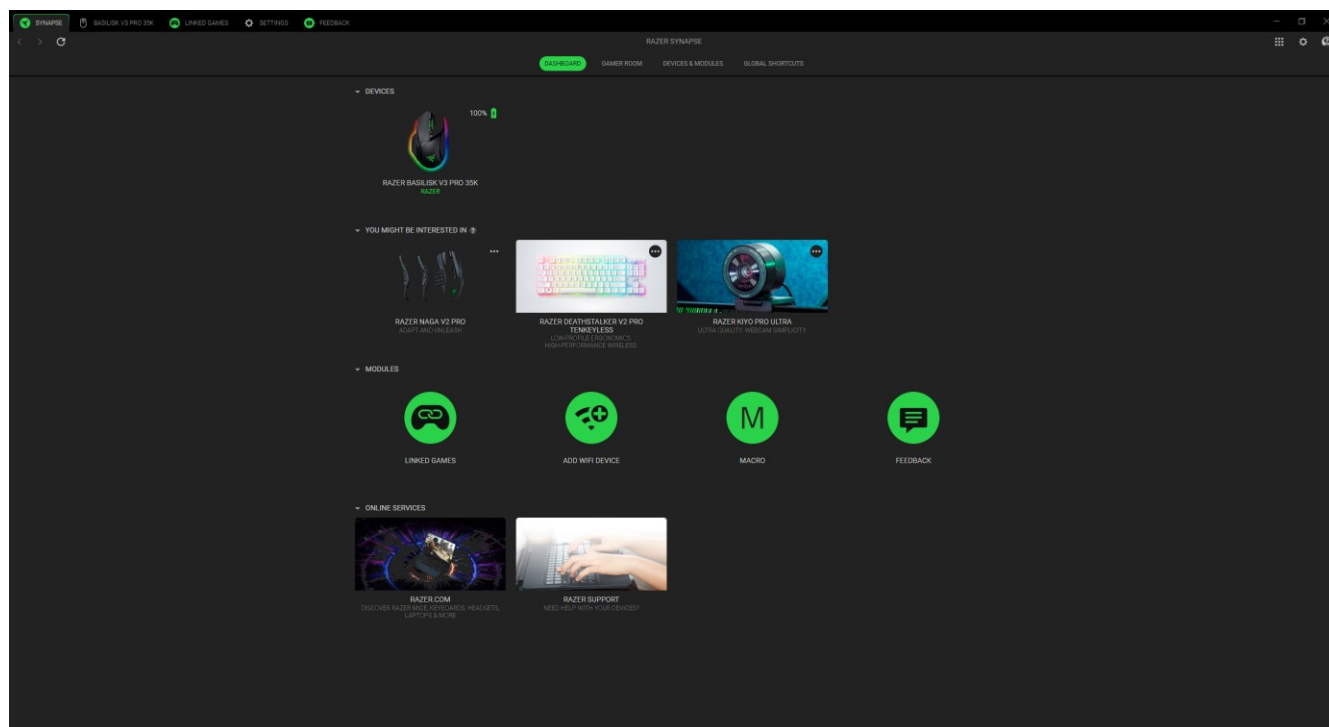 SYNAPSE
BASILISK V3 PRO 35K
LINKED GAMES
SETTINGS
FEEDBACK
RAZER SYNAPSE
DASHBOARD
GAMER ROOM
DEVICES & MODULES
GLOBAL SHORTCUTS
DEVICES
100%
RAZER BASILISK V3 PRO 35K
RAZER
YOU MIGHT BE INTERESTED IN ?
RAZER NAGA V2 PRO
ADAPT AND UNLEASH
RAZER DEATHSTALKER V2 PRO
TENKEYLESS
LOW-PROFILE ERGONOMICS,
HIGH-PERFORMANCE WIRELESS
RAZER KIYO PRO ULTRA
ULTRA QUALITY. WEBCAM SIMPLICITY
MODULES
LINKED GAMES
ADD WIFI DEVICE
M
MACRO
FEEDBACK
ONLINE SERVICES
RAZER.COM
DISCOVER RAZER MICE, KEYBOARDS, HEADSETS,
LAPTOPS & MORE
RAZER SUPPORT
NEED HELP WITH YOUR DEVICES?